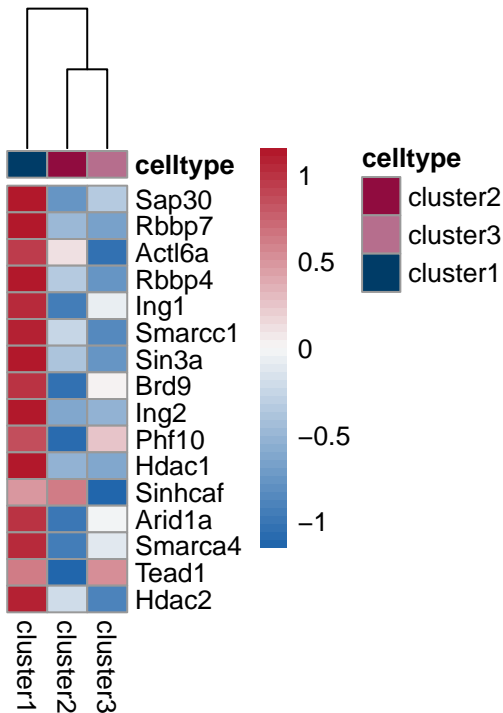 celltype
Sap30
Rbbp7
Actl6a
Rbbp4
Ing1
Smarcc1
Sin3a
Brd9
Ing2
Phf10
Hdac1
Sinhcaf
Arid1a
Smarca4
Tead1
Hdac2
cluster1
cluster2
cluster3
1
0.5
0
−0.5
−1
celltype
cluster2
cluster3
cluster1